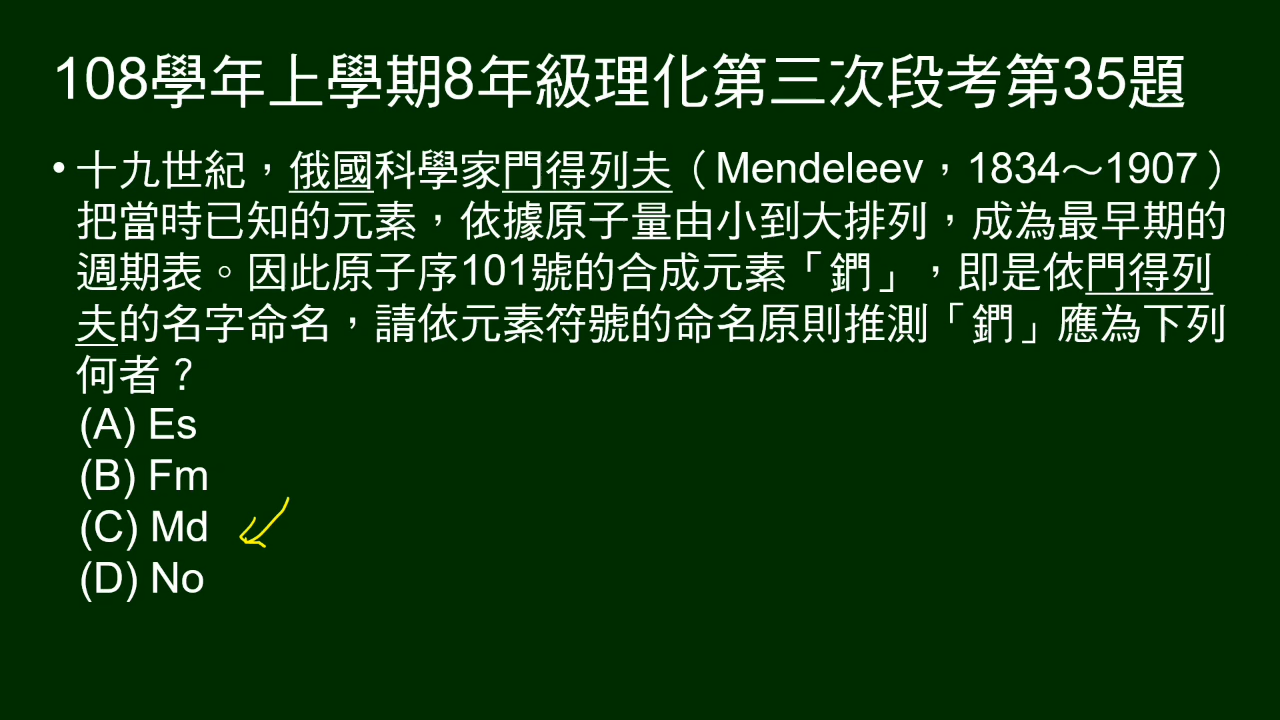 108學年上學期8年級理化第三次段考第35題
• 十九世紀，俄國科學家門得列夫（Mendeleev，1834～1907）
把當時已知的元素，依據原子量由小到大排列，成為最早期的
週期表。因此原子序101號的合成元素「鍆」，即是依門得列
夫的名字命名，請依元素符號的命名原則推測「鍆」應為下列
何者？
(A) Es
(B) Fm
(C) Md
(D) No